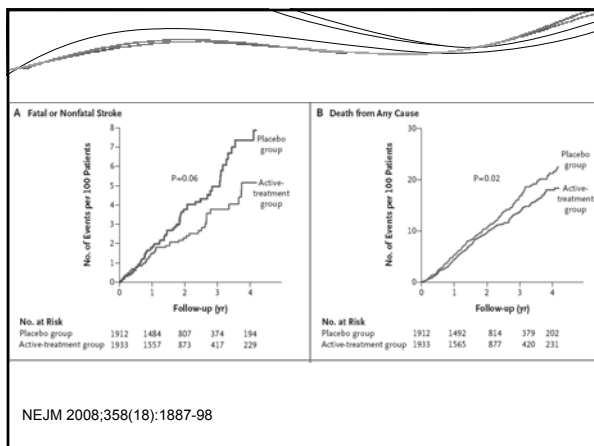 A Fatal or Nonfatal Stroke
No. of Events per 100 Patients
8
7
6
5
4
3
2
1
0
P=0.06
Placebo
group
Active-
treatment
group
0 1 2 3 4
Follow-up (yr)
No. at Risk
Placebo group 1912 1484 807 374 194
Active-treatment group 1933 1557 873 417 229
B Death from Any Cause
No. of Events per 100 Patients
30
20
10
0
P=0.02
Placebo
group
Active-
treatment
group
0 1 2 3 4
Follow-up (yr)
No. at Risk
Placebo group 1912 1492 814 379 202
Active-treatment group 1933 1565 877 420 231
NEJM 2008;358(18):1887-98